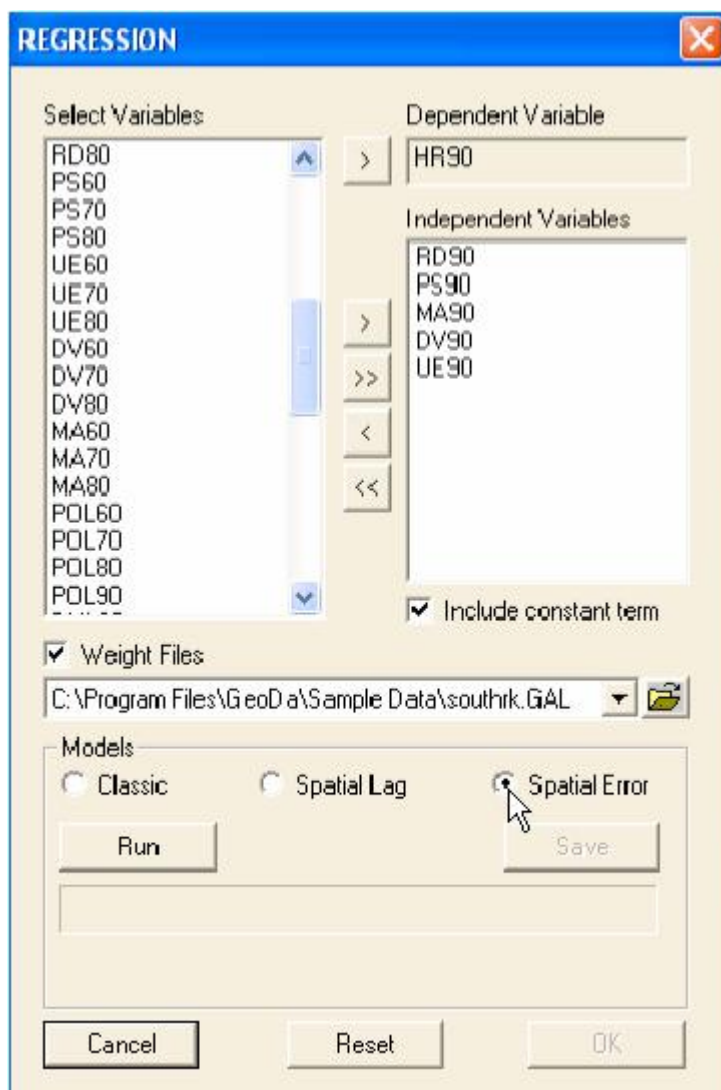 REGRESSION
Select Variables
RD80
PS60
PS70
PS80
UE60
UE70
UE80
DV60
DV70
DV80
MA60
MA70
MA80
POL60
POL70
POL80
POL90
>
>
>>
<
<<
Dependent Variable
HR90
Independent Variables
RD90
PS90
MA90
DV90
UE90
Include constant term
Weight Files
C:\Program Files\GeoDa\Sample Data\southrk.GAL
Models
Classic Spatial Lag Spatial Error
Run Save
Cancel Reset OK